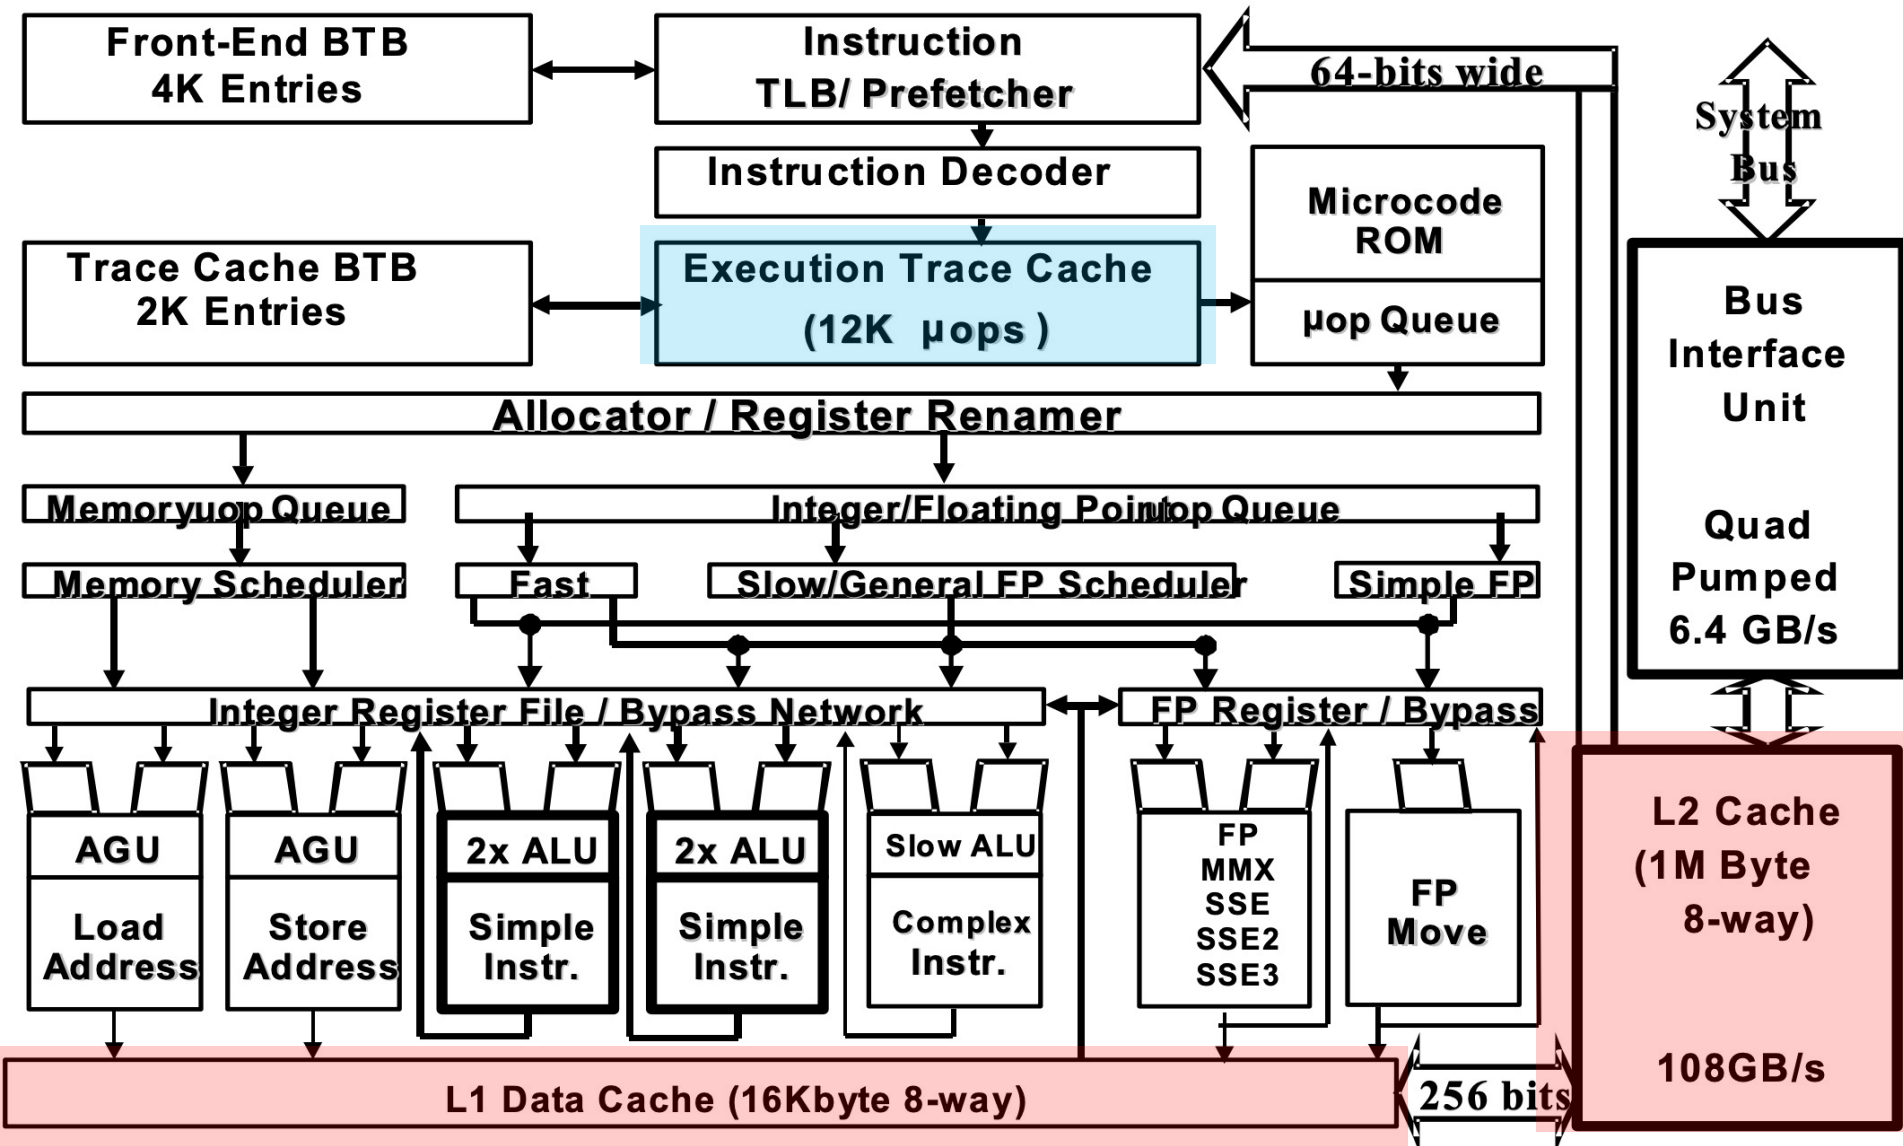 Front-End BTB
4K Entries
Instruction
TLB/ Prefetcher
64-bits wide
System
Bus
Instruction Decoder
Microcode
ROM
Trace Cache BTB
2K Entries
Execution Trace Cache
(12K µops )
µop Queue
Bus
Interface
Unit
Quad
Pumped
6.4 GB/s
Allocator / Register Renamer
Memory uop Queue
Integer/Floating Point uop Queue
Memory Scheduler
Fast
Slow/General FP Scheduler
Simple FP
Integer Register File / Bypass Network
FP Register / Bypass
AGU
Load
Address
AGU
Store
Address
2x ALU
Simple
Instr.
2x ALU
Simple
Instr.
Slow ALU
Complex
Instr.
FP
MMX
SSE
SSE2
SSE3
FP
Move
L2 Cache
(1M Byte
8-way)
108GB/s
L1 Data Cache (16Kbyte 8-way)
256 bits